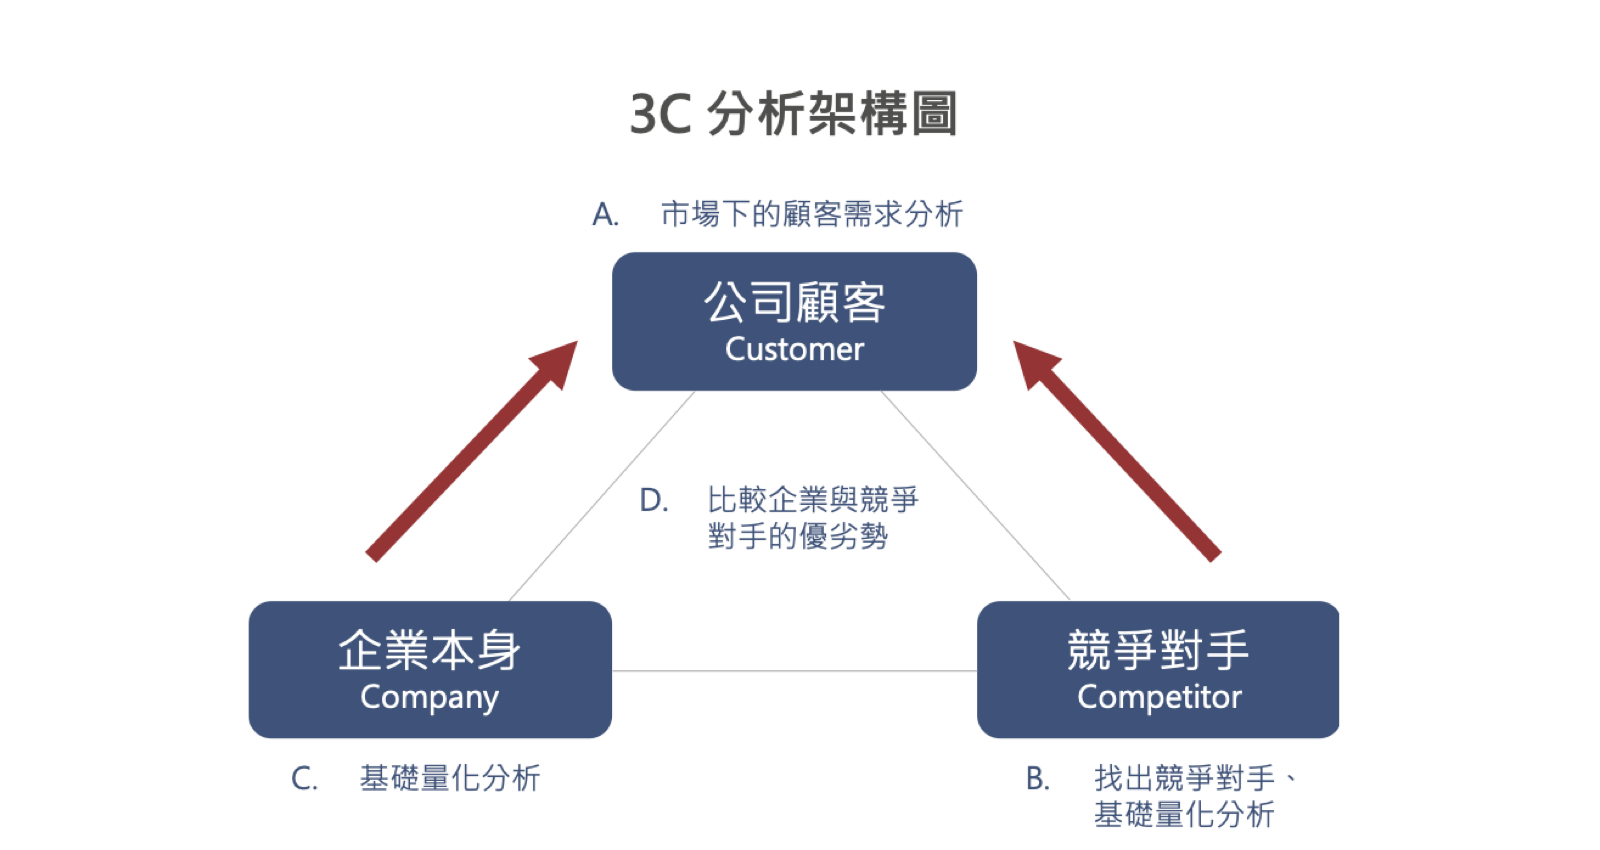 3C 分析架構圖
A. 市場下的顧客需求分析
公司顧客
Customer
D. 比較企業與競爭
對手的優劣勢
企業本身
Company
競爭對手
Competitor
C. 基礎量化分析
B. 找出競爭對手、
基礎量化分析